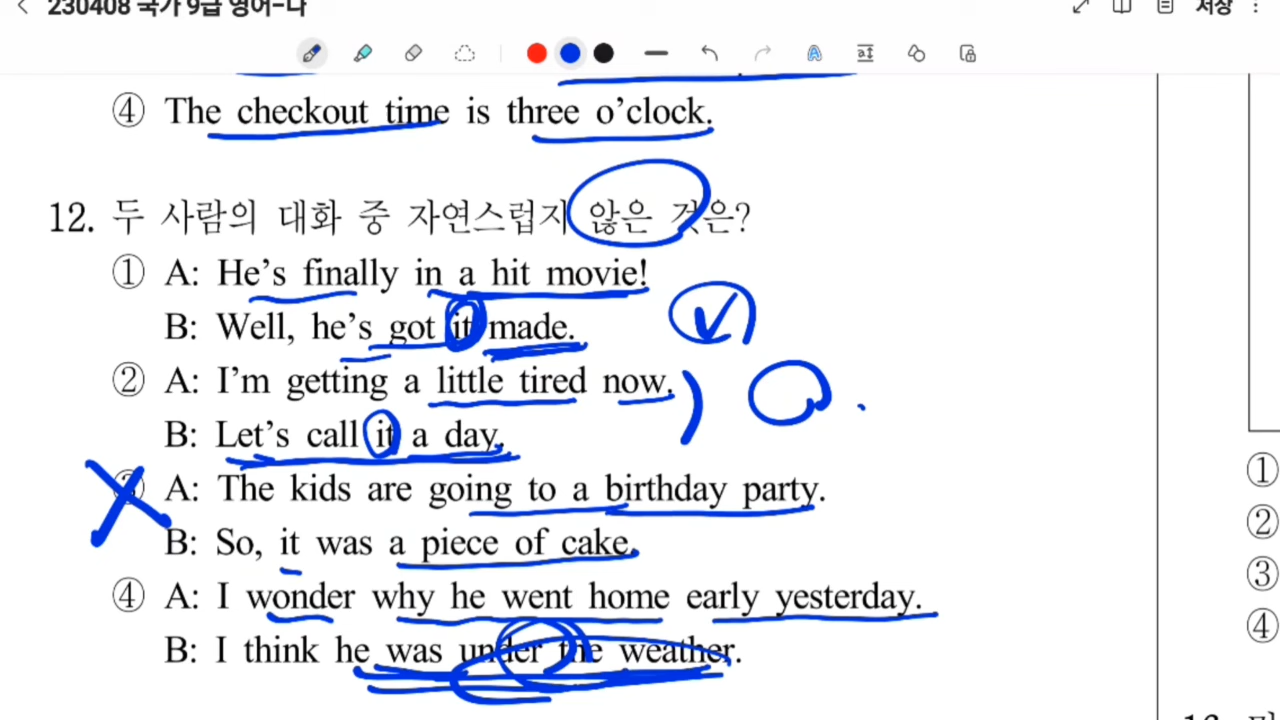 230408 국가 9급 영어-나
저장
④ The checkout time is three o'clock.
12. 두 사람의 대화 중 자연스럽지 않은 것은?
① A: He's finally in a hit movie!
B: Well, he's got it made.
② A: I'm getting a little tired now.
B: Let's call it a day.
③ A: The kids are going to a birthday party.
B: So, it was a piece of cake.
④ A: I wonder why he went home early yesterday.
B: I think he was under the weather.
①
②
③
④